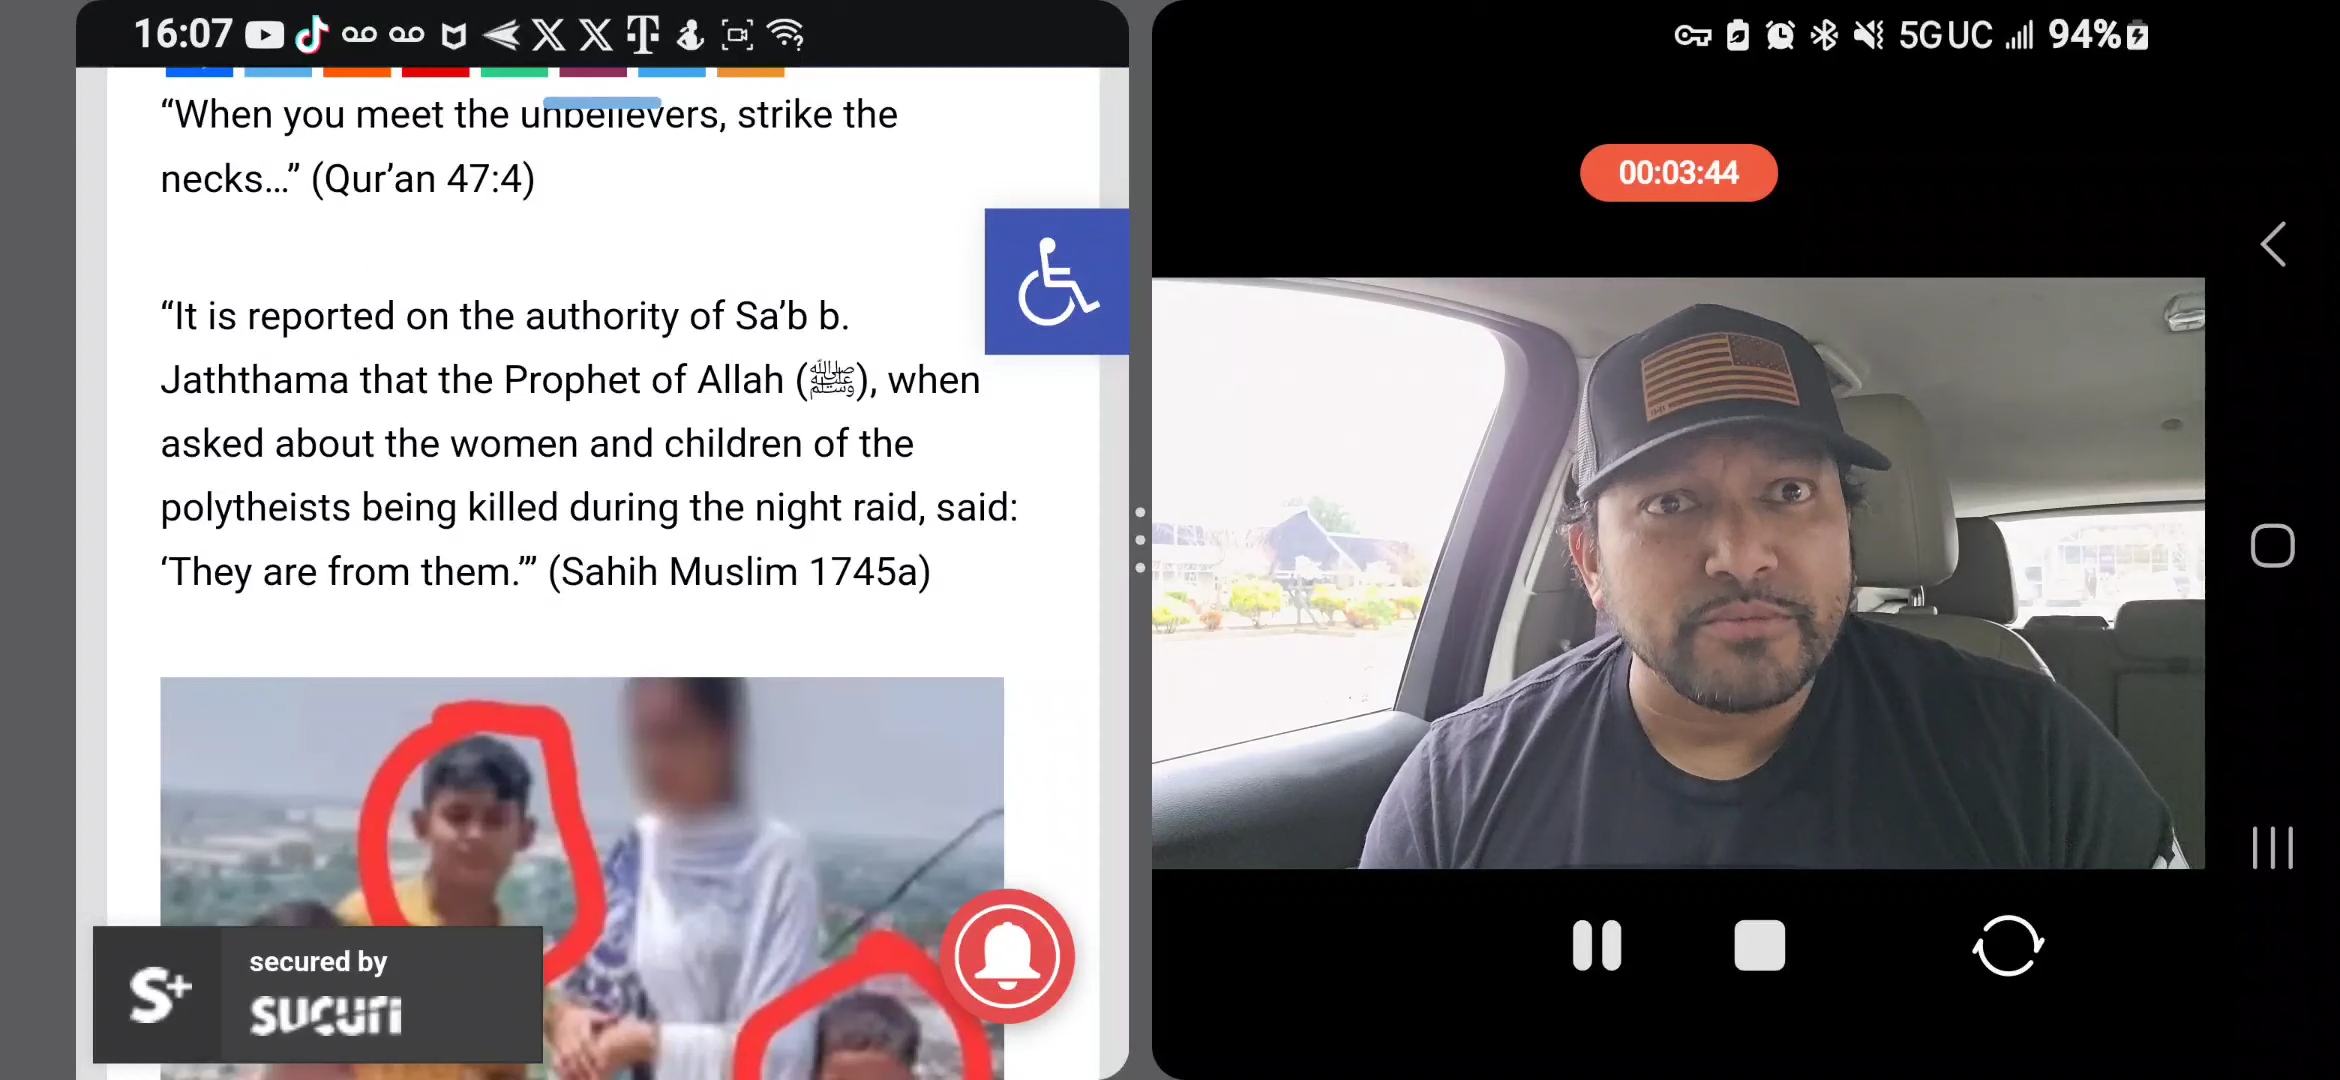 16:07
5G UC
94%
“When you meet the unbelievers, strike the
necks...” (Qur’an 47:4)
“It is reported on the authority of Sa’b b.
Jaththama that the Prophet of Allah (ﷺ), when
asked about the women and children of the
polytheists being killed during the night raid, said:
‘They are from them.’” (Sahih Muslim 1745a)
S+
secured by
sucuri
00:03:44